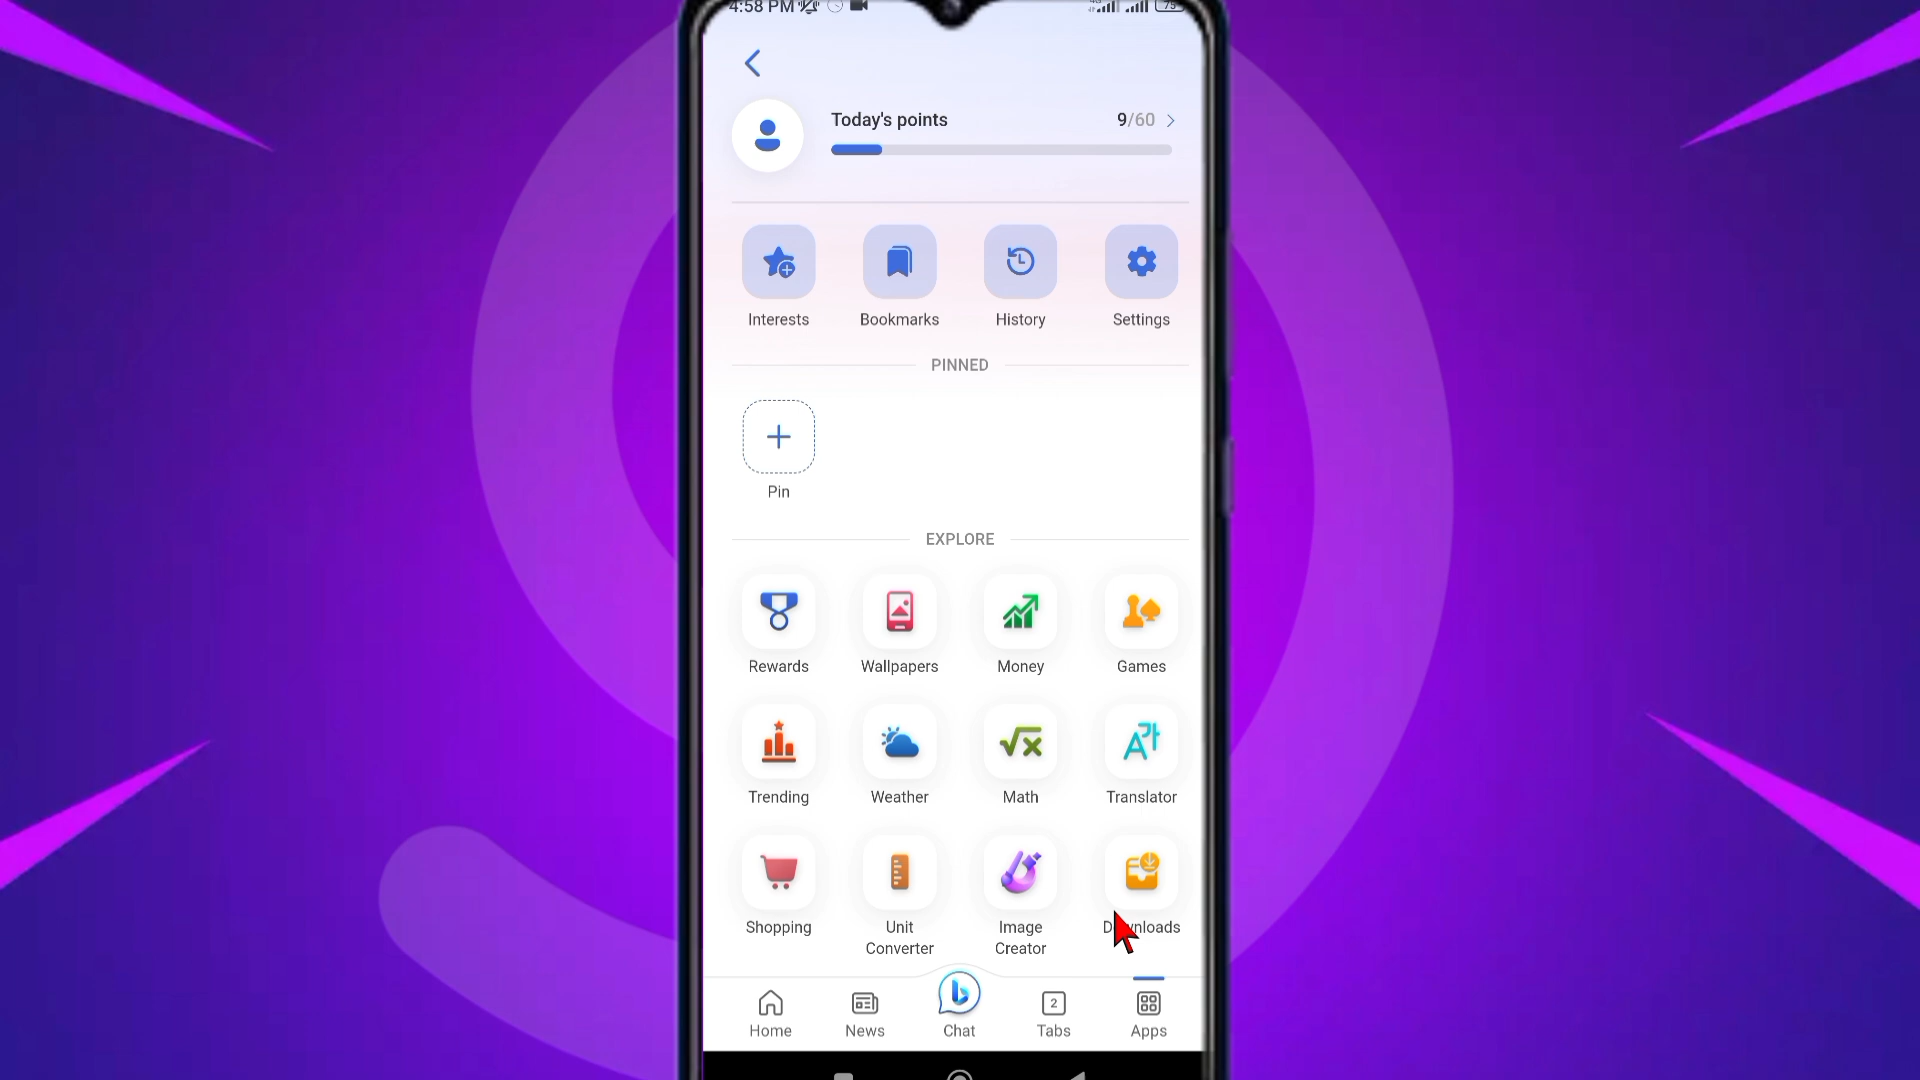 4:58 PM
75
Today's points
9/60
Interests Bookmarks History Settings
PINNED
Pin
EXPLORE
Rewards Wallpapers Money Games
Trending Weather Math Translator
Shopping Unit Converter Image Creator Downloads
2
Home News Chat Tabs Apps